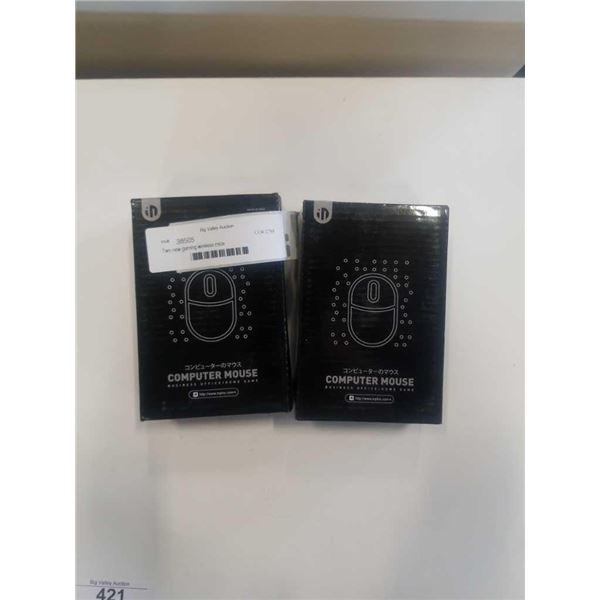 in
Big Valley Auction
38505
Two new gaming wireless mice
コンピューターのマウス
COMPUTER MOUSE
BUSINESS OFFICE/HOME GAME
in
コンピューターのマウス
COMPUTER MOUSE
BUSINESS OFFICE/HOME GAME
Big Valley Auction
421